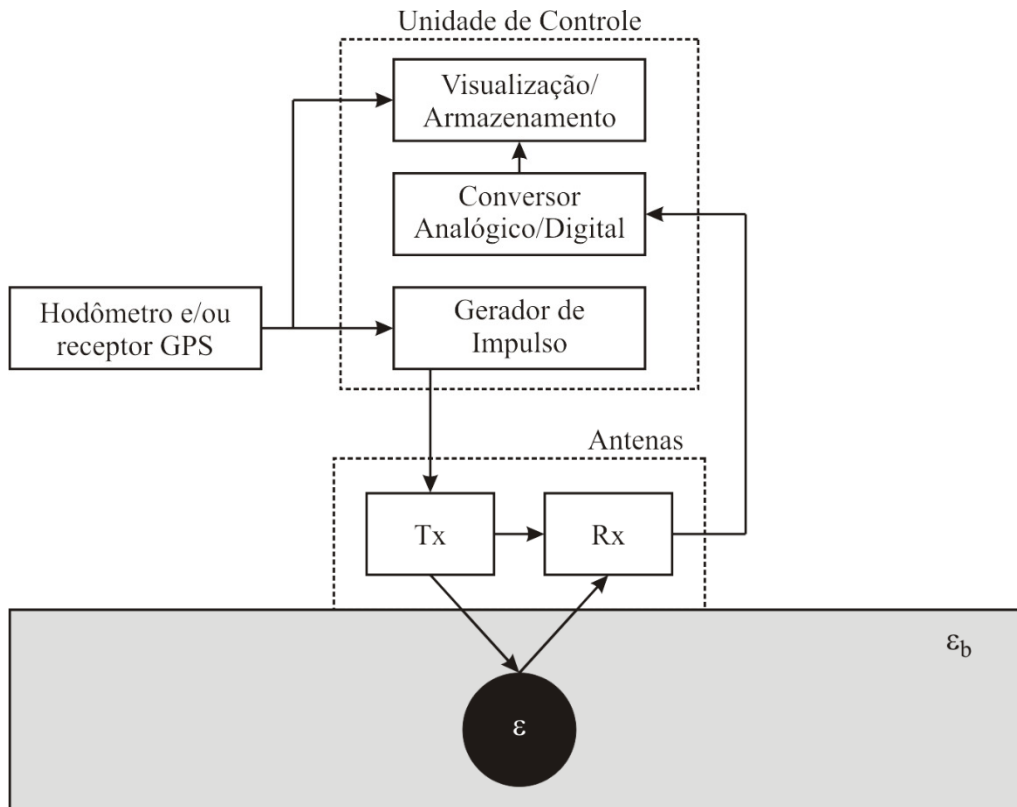 Unidade de Controle
Visualização/
Armazenamento
Conversor
Analógico/Digital
Hodômetro e/ou
receptor GPS
Gerador de
Impulso
Antenas
Tx
Rx
εb
ε